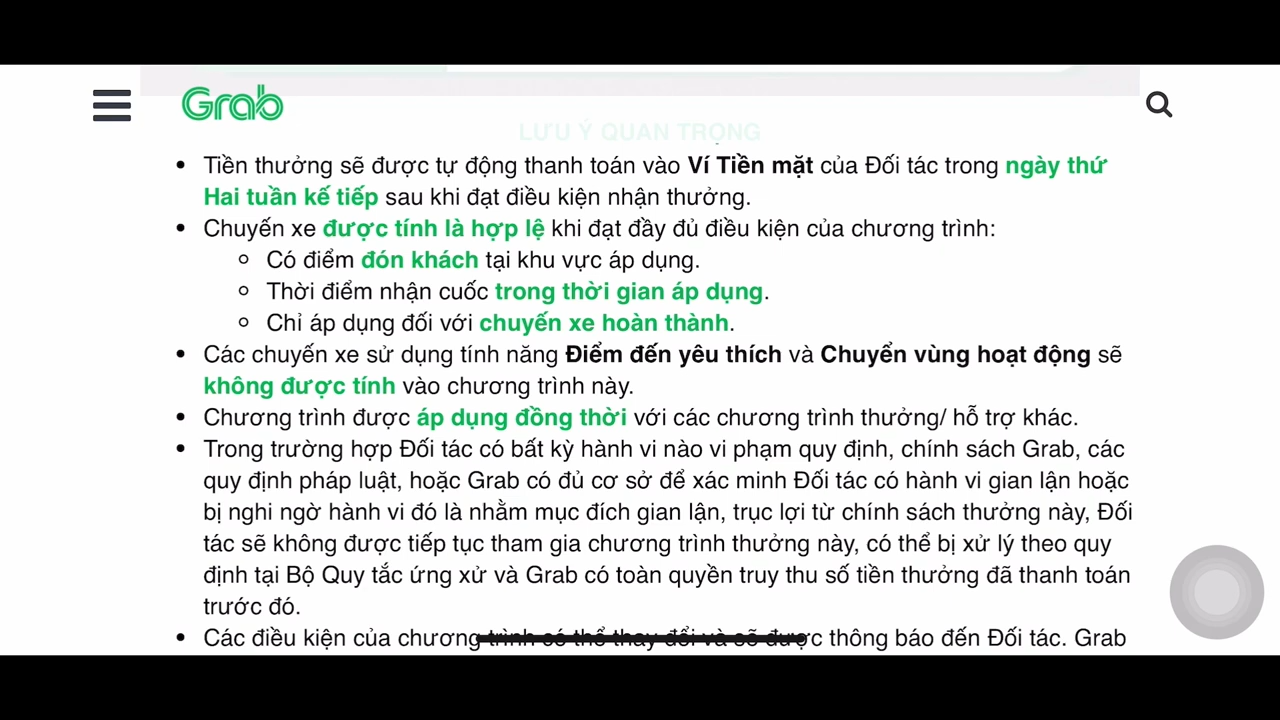 Grab
LƯU Ý QUAN TRỌNG
• Tiền thưởng sẽ được tự động thanh toán vào Ví Tiền mặt của Đối tác trong ngày thứ
Hai tuần kế tiếp sau khi đạt điều kiện nhận thưởng.
• Chuyến xe được tính là hợp lệ khi đạt đầy đủ điều kiện của chương trình:
◦ Có điểm đón khách tại khu vực áp dụng.
◦ Thời điểm nhận cuốc trong thời gian áp dụng.
◦ Chỉ áp dụng đối với chuyến xe hoàn thành.
• Các chuyến xe sử dụng tính năng Điểm đến yêu thích và Chuyển vùng hoạt động sẽ
không được tính vào chương trình này.
• Chương trình được áp dụng đồng thời với các chương trình thưởng/ hỗ trợ khác.
• Trong trường hợp Đối tác có bất kỳ hành vi nào vi phạm quy định, chính sách Grab, các
quy định pháp luật, hoặc Grab có đủ cơ sở để xác minh Đối tác có hành vi gian lận hoặc
bị nghi ngờ hành vi đó là nhằm mục đích gian lận, trục lợi từ chính sách thưởng này, Đối
tác sẽ không được tiếp tục tham gia chương trình thưởng này, có thể bị xử lý theo quy
định tại Bộ Quy tắc ứng xử và Grab có toàn quyền truy thu số tiền thưởng đã thanh toán
trước đó.
• Các điều kiện của chương trình có thể thay đổi và sẽ được thông báo đến Đối tác. Grab